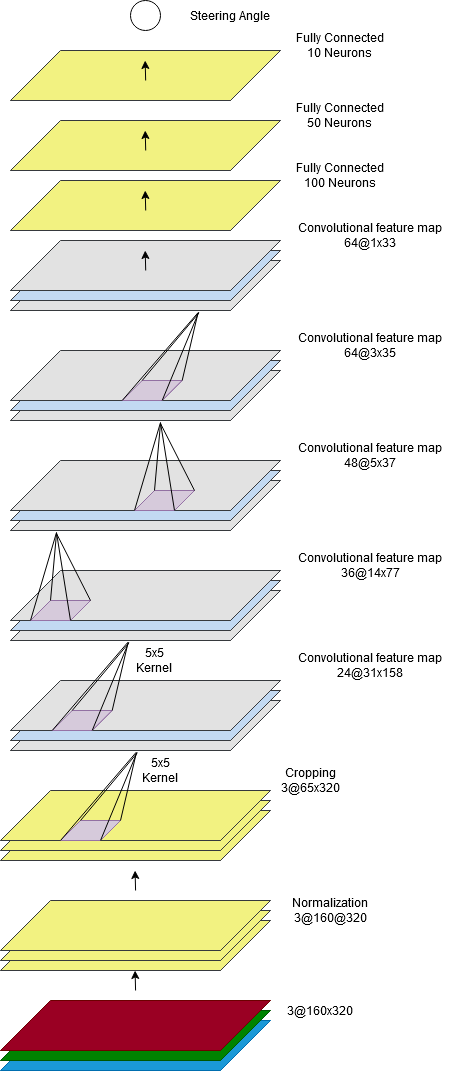 Steering Angle
Fully Connected
10 Neurons
Fully Connected
50 Neurons
Fully Connected
100 Neurons
Convolutional feature map
64@1x33
Convolutional feature map
64@3x35
Convolutional feature map
48@5x37
Convolutional feature map
36@14x77
5x5
Kernel
Convolutional feature map
24@31x158
5x5
Kernel
Cropping
3@65x320
Normalization
3@160@320
3@160x320